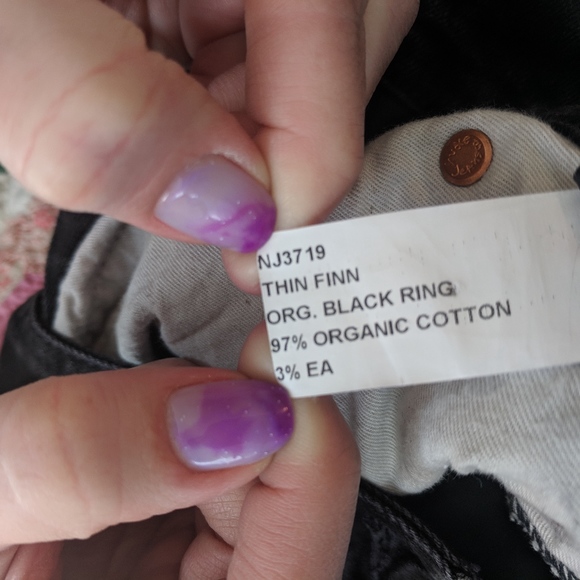 NJ3719
THIN FINN
ORG. BLACK RING
97% ORGANIC COTTON
3% EA